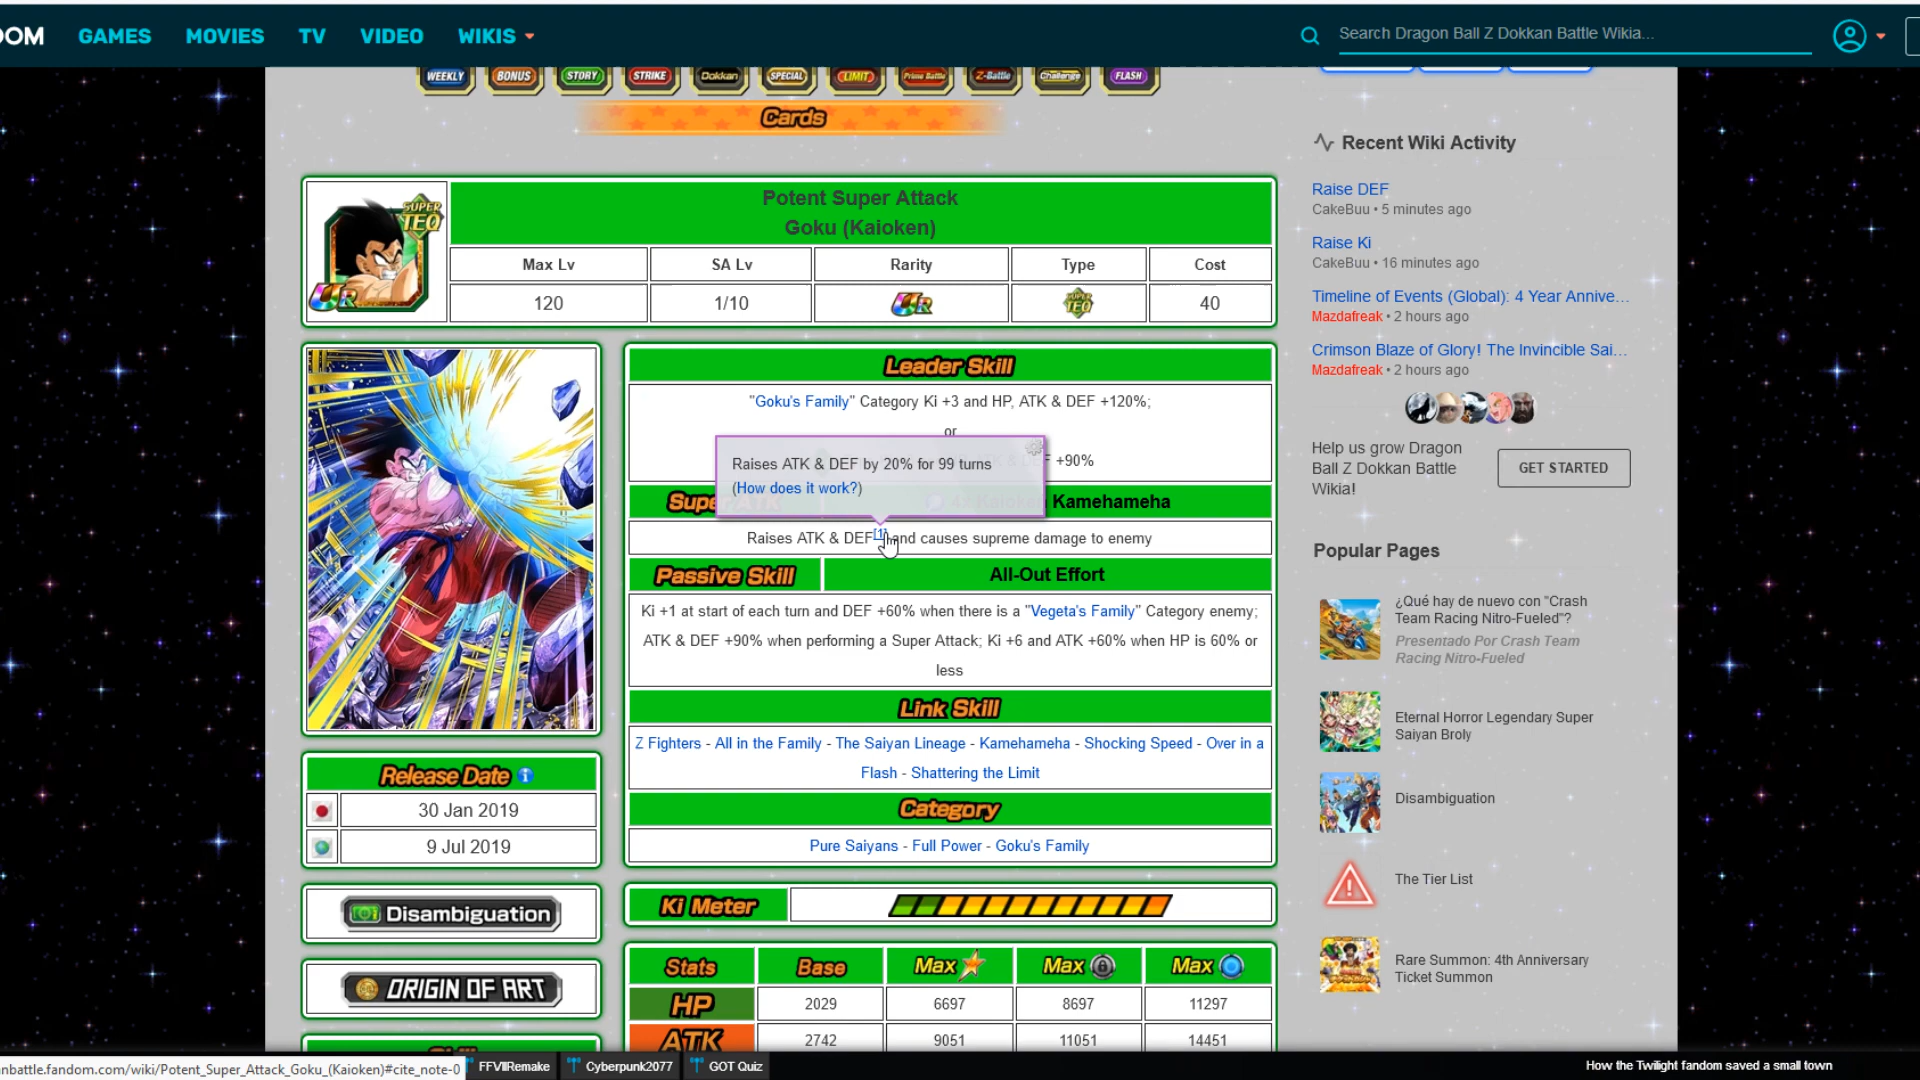 OOM GAMES MOVIES TV VIDEO WIKIS Search Dragon Ball Z Dokkan Battle Wikia...
WEEKLY BONUS STORY STRIKE Dokkan SPECIAL LIMIT Prime Battle Z-Battle Challenge FLASH
Cards
SUPER TEQ
UR
Potent Super Attack
Goku (Kaioken)
Max Lv SA Lv Rarity Type Cost
120 1/10 UR SUPER TEQ 40
Leader Skill
"Goku's Family" Category Ki +3 and HP, ATK & DEF +120%;
or
+90%
Raises ATK & DEF by 20% for 99 turns
(How does it work?)
Kamehameha
Raises ATK & DEF[1] and causes supreme damage to enemy
Passive Skill All-Out Effort
Ki +1 at start of each turn and DEF +60% when there is a "Vegeta's Family" Category enemy;
ATK & DEF +90% when performing a Super Attack; Ki +6 and ATK +60% when HP is 60% or
less
Link Skill
Z Fighters - All in the Family - The Saiyan Lineage - Kamehameha - Shocking Speed - Over in a
Flash - Shattering the Limit
Category
Pure Saiyans - Full Power - Goku's Family
Ki Meter
Stats Base Max Max Max
HP 2029 6697 8697 11297
ATK 2742 9051 11051 14451
Release Date
30 Jan 2019
9 Jul 2019
Disambiguation
ORIGIN OF ART
Recent Wiki Activity
Raise DEF
CakeBuu • 5 minutes ago
Raise Ki
CakeBuu • 16 minutes ago
Timeline of Events (Global): 4 Year Annive...
Mazdafreak • 2 hours ago
Crimson Blaze of Glory! The Invincible Sai...
Mazdafreak • 2 hours ago
Help us grow Dragon
Ball Z Dokkan Battle
Wikia!
GET STARTED
Popular Pages
¿Qué hay de nuevo con "Crash
Team Racing Nitro-Fueled"?
Presentado Por Crash Team
Racing Nitro-Fueled
Eternal Horror Legendary Super
Saiyan Broly
Disambiguation
The Tier List
Rare Summon: 4th Anniversary
Ticket Summon
nbattle.fandom.com/wiki/Potent_Super_Attack_Goku_(Kaioken)#cite_note-0 FFVIIRemake Cyberpunk2077 GOT Quiz How the Twilight fandom saved a small town